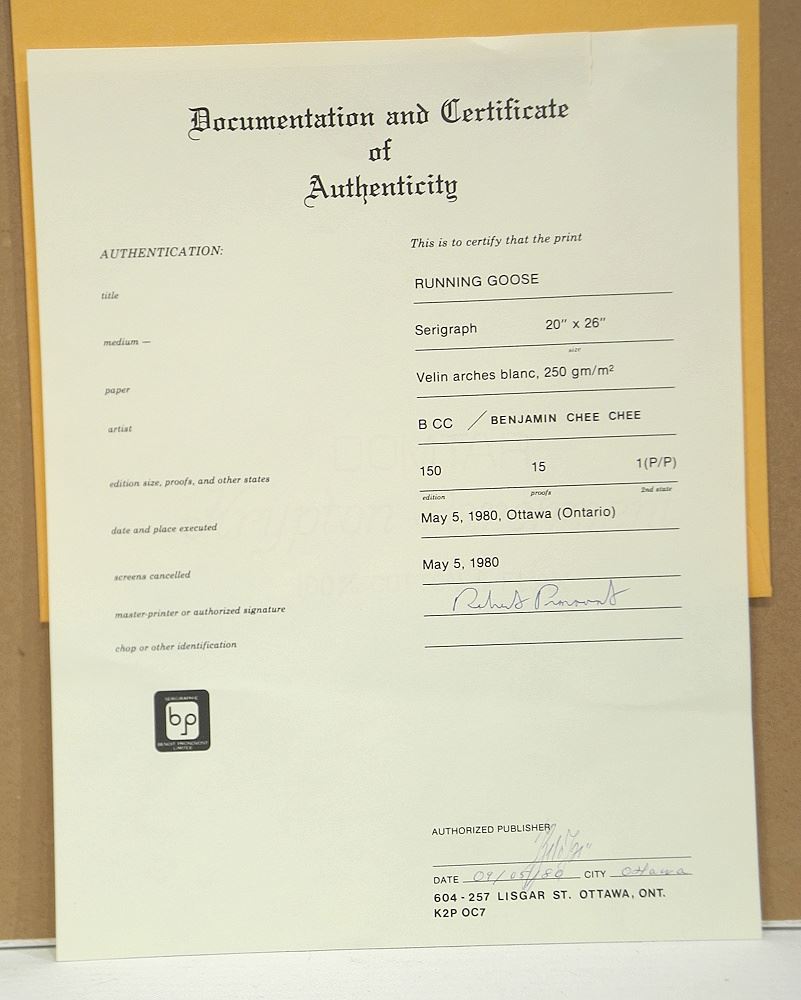 Documentation and Certificate
of
Authenticity
AUTHENTICATION:
This is to certify that the print
title
RUNNING GOOSE
medium —
Serigraph 20" x 26"
size
paper
Velin arches blanc, 250 gm/m²
artist
B CC / BENJAMIN CHEE CHEE
edition size, proofs, and other states
150 15 1(P/P)
edition proofs 2nd state
date and place executed
May 5, 1980, Ottawa (Ontario)
screens cancelled
May 5, 1980
master-printer or authorized signature
chop or other identification
SERIGRAPHIE
bp
LIMITEE
AUTHORIZED PUBLISHER
DATE 09/05/80 CITY Ottawa
604 - 257 LISGAR ST. OTTAWA, ONT.
K2P OC7